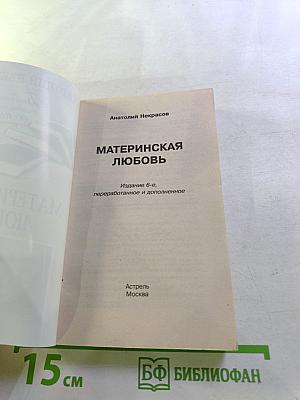 Анатолий Некрасов
МАТЕРИНСКАЯ
ЛЮБОВЬ
Издание 6-е,
переработанное и дополненное
Астрель
Москва
15 см
БФ БИБЛИОФАН